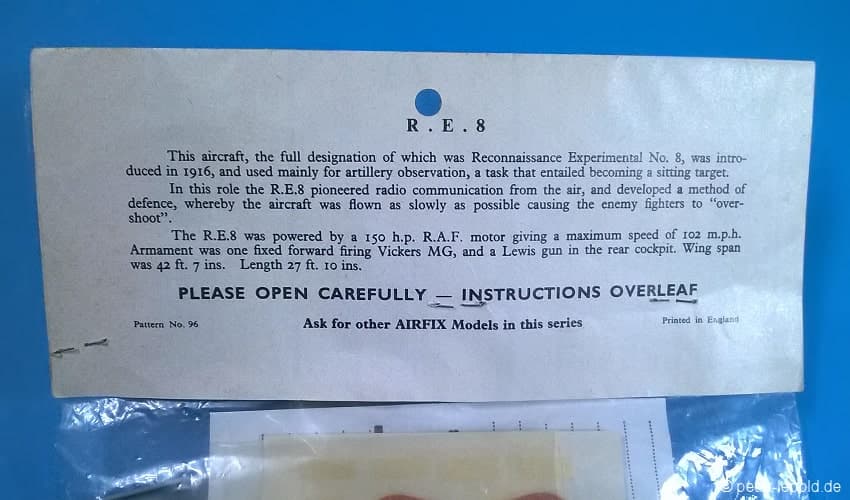 R.E.8
This aircraft, the full designation of which was Reconnaissance Experimental No. 8, was intro-
duced in 1916, and used mainly for artillery observation, a task that entailed becoming a sitting target.
In this role the R.E.8 pioneered radio communication from the air, and developed a method of
defence, whereby the aircraft was flown as slowly as possible causing the enemy fighters to "over-
shoot".
The R.E.8 was powered by a 150 h.p. R.A.F. motor giving a maximum speed of 102 m.p.h.
Armament was one fixed forward firing Vickers MG, and a Lewis gun in the rear cockpit. Wing span
was 42 ft. 7 ins. Length 27 ft. 10 ins.
PLEASE OPEN CAREFULLY — INSTRUCTIONS OVERLEAF
Pattern No. 96 Ask for other AIRFIX Models in this series Printed in England